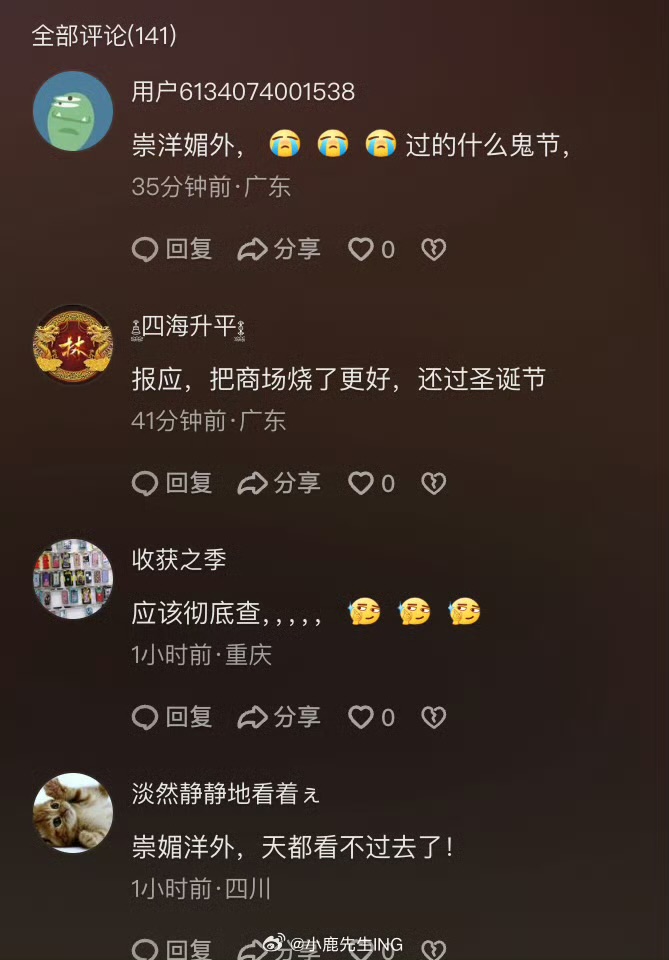 全部评论(141)
用户6134074001538
崇洋媚外，😭😭😭过的什么鬼节，
35分钟前·广东
回复 分享 0
四海升平
林
报应，把商场烧了更好，还过圣诞节
41分钟前·广东
回复 分享 0
收获之季
应该彻底查,,,,,
1小时前·重庆
回复 分享 0
淡然静静地看着ぇ
崇媚洋外，天都看不过去了！
1小时前·四川
回复 分享 0
@小鹿先生ING